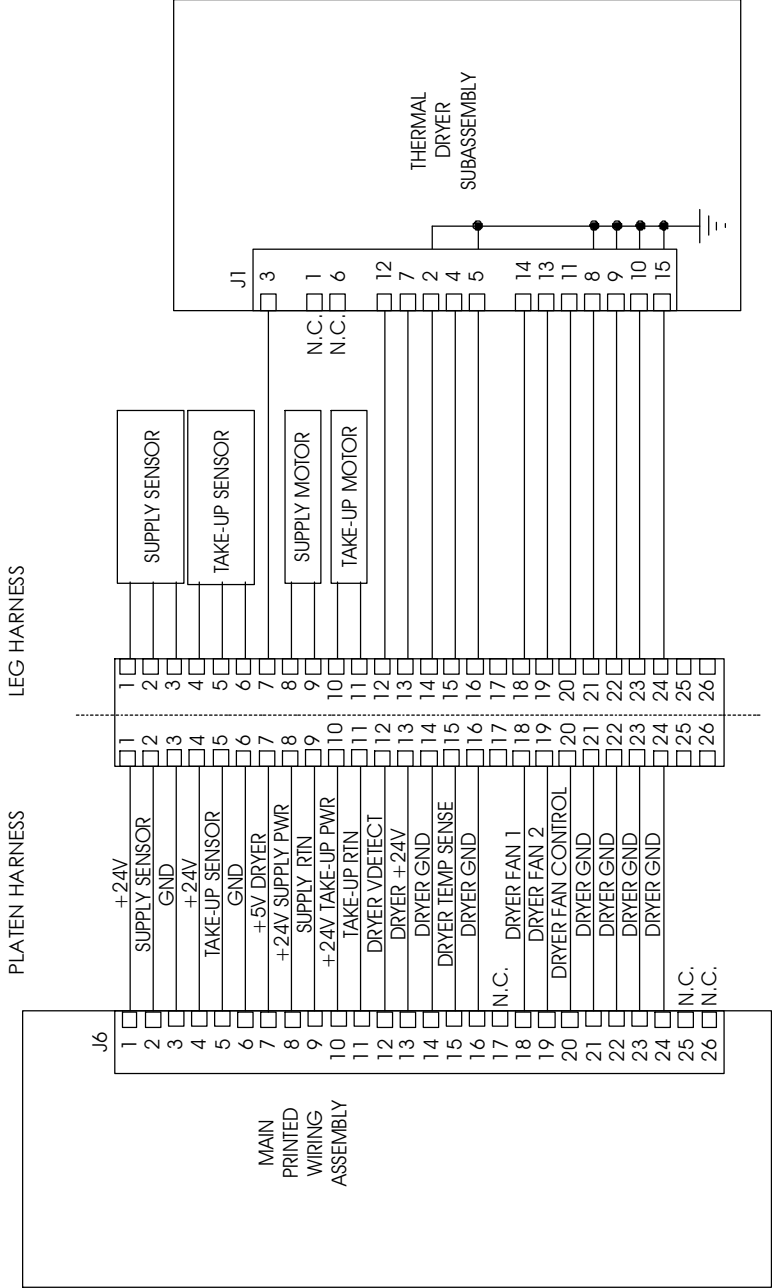 PLATEN HARNESS
LEG HARNESS
MAIN
PRINTED
WIRING
ASSEMBLY
J6
1
2
3
4
5
6
7
8
9
10
11
12
13
14
15
16
17
18
19
20
21
22
23
24
25
26
+24V
SUPPLY SENSOR
GND
+24V
TAKE-UP SENSOR
GND
+5V DRYER
+24V SUPPLY PWR
SUPPLY RTN
+24V TAKE-UP PWR
TAKE-UP RTN
DRYER VDETECT
DRYER +24V
DRYER GND
DRYER TEMP SENSE
DRYER GND
N.C.
DRYER FAN 1
DRYER FAN 2
DRYER FAN CONTROL
DRYER GND
DRYER GND
DRYER GND
DRYER GND
N.C.
N.C.
1
2
3
4
5
6
7
8
9
10
11
12
13
14
15
16
17
18
19
20
21
22
23
24
25
26
1
2
3
4
5
6
7
8
9
10
11
12
13
14
15
16
17
18
19
20
21
22
23
24
25
26
SUPPLY SENSOR
TAKE-UP SENSOR
SUPPLY MOTOR
TAKE-UP MOTOR
N.C.
N.C.
J1
3
1
6
12
7
2
4
5
14
13
11
8
9
10
15
THERMAL
DRYER
SUBASSEMBLY